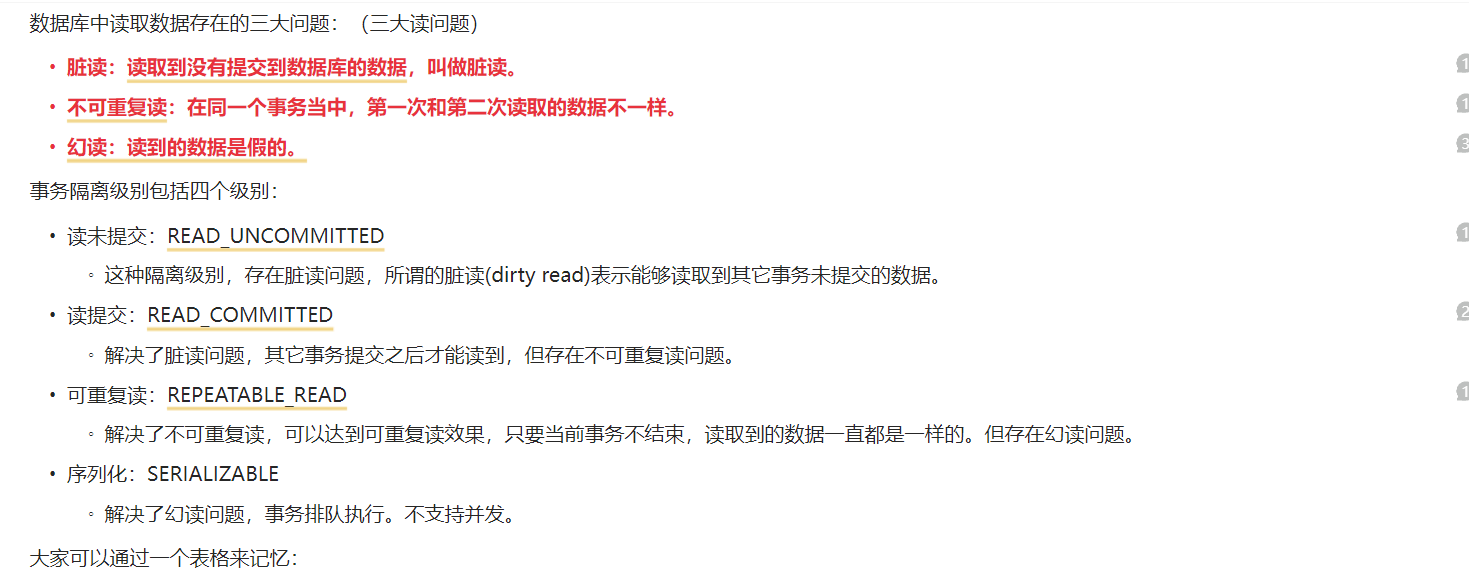 数据库中读取数据存在的三大问题：（三大读问题）
• 脏读：读取到没有提交到数据库的数据，叫做脏读。
1
• 不可重复读：在同一个事务当中，第一次和第二次读取的数据不一样。
1
• 幻读：读到的数据是假的。
3
事务隔离级别包括四个级别：
• 读未提交：READ_UNCOMMITTED
1
◦ 这种隔离级别，存在脏读问题，所谓的脏读(dirty read)表示能够读取到其它事务未提交的数据。
• 读提交：READ_COMMITTED
2
◦ 解决了脏读问题，其它事务提交之后才能读到，但存在不可重复读问题。
• 可重复读：REPEATABLE_READ
1
◦ 解决了不可重复读，可以达到可重复读效果，只要当前事务不结束，读取到的数据一直都是一样的。但存在幻读问题。
• 序列化：SERIALIZABLE
◦ 解决了幻读问题，事务排队执行。不支持并发。
大家可以通过一个表格来记忆：